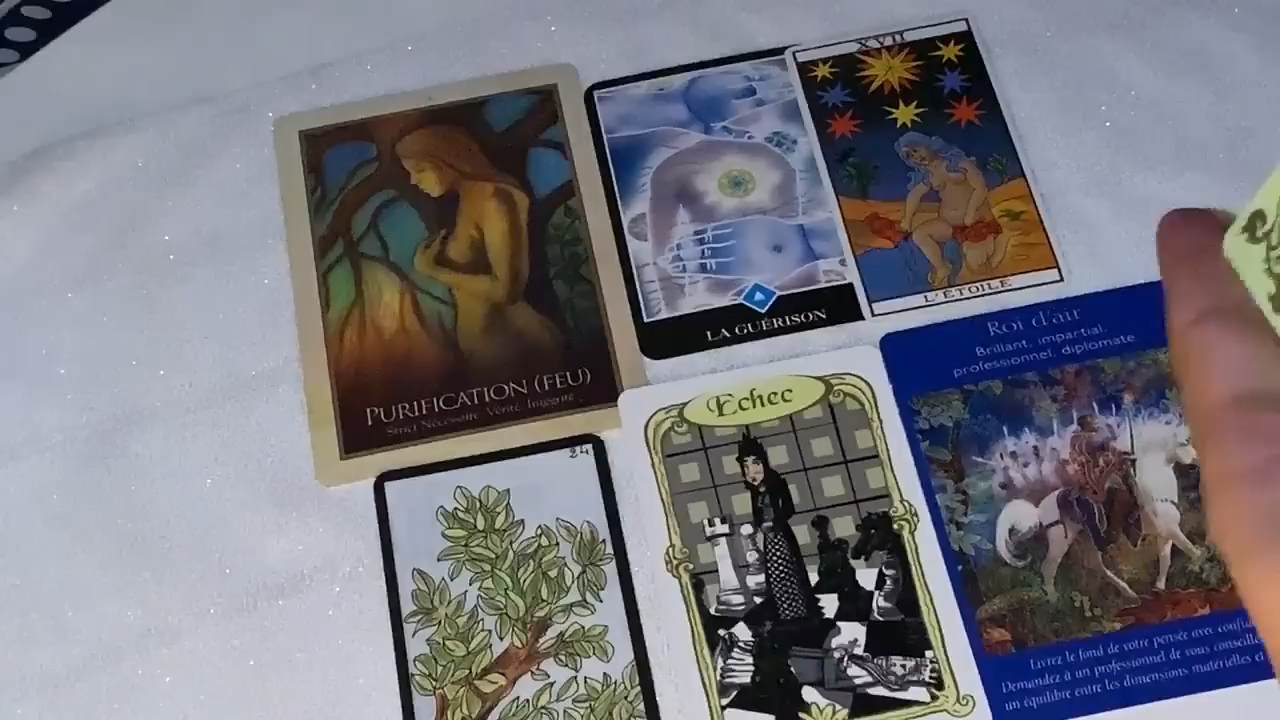 PURIFICATION (FEU)
Strict Nécessaire, Vérité, Intégrité
LA GUÉRISON
XVII
L'ÉTOILE
24
Echec
Roi d'air
Brillant, impartial,
professionnel, diplomate
Livrez le fond de votre pensée avec
Demandez à un professionnel de vous
un équilibre entre les dimensions matérielles et